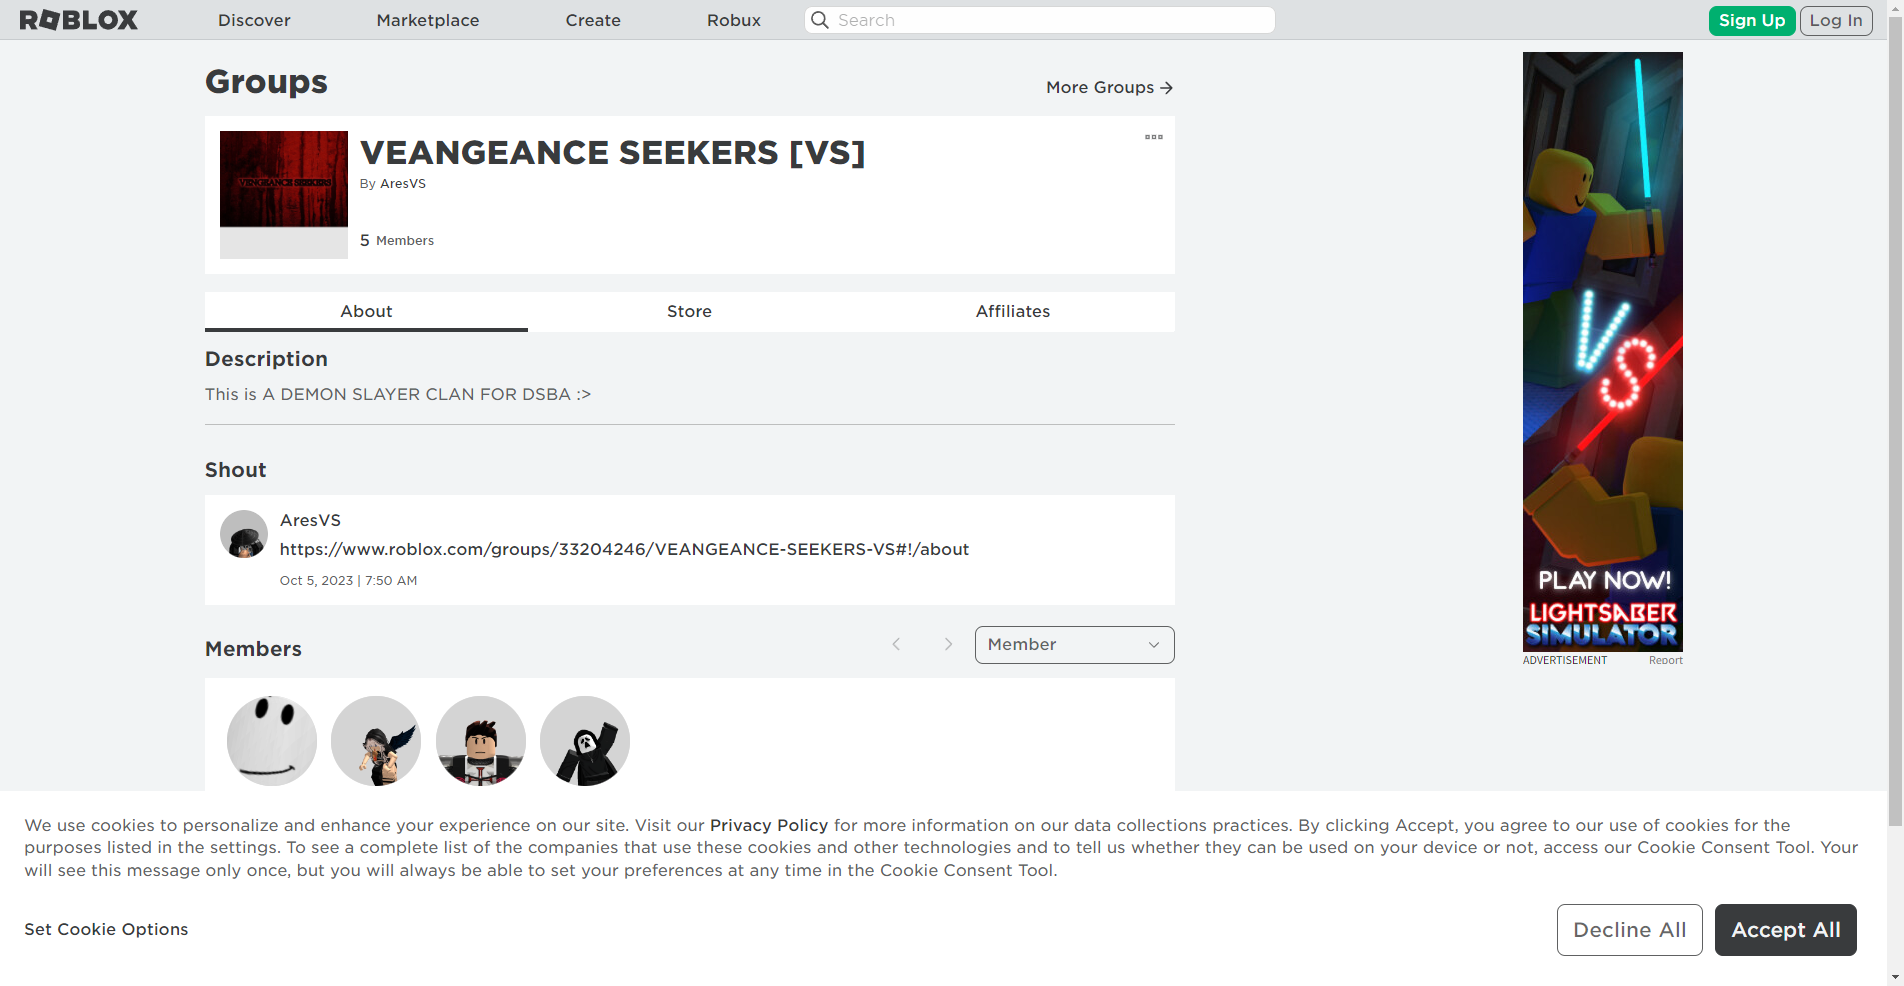 ROBLOX
Discover
Marketplace
Create
Robux
Search
Sign Up
Log In
Groups
More Groups
VENGEANCE SEEKERS
VEANGEANCE SEEKERS [VS]
By AresVS
5 Members
About
Store
Affiliates
Description
This is A DEMON SLAYER CLAN FOR DSBA :>
Shout
AresVS
https://www.roblox.com/groups/33204246/VEANGEANCE-SEEKERS-VS#!/about
Oct 5, 2023 | 7:50 AM
Members
Member
VS
PLAY NOW!
LIGHTSABER
SIMULATOR
ADVERTISEMENT
Report
We use cookies to personalize and enhance your experience on our site. Visit our Privacy Policy for more information on our data collections practices. By clicking Accept, you agree to our use of cookies for the
purposes listed in the settings. To see a complete list of the companies that use these cookies and other technologies and to tell us whether they can be used on your device or not, access our Cookie Consent Tool. Your
will see this message only once, but you will always be able to set your preferences at any time in the Cookie Consent Tool.
Set Cookie Options
Decline All
Accept All